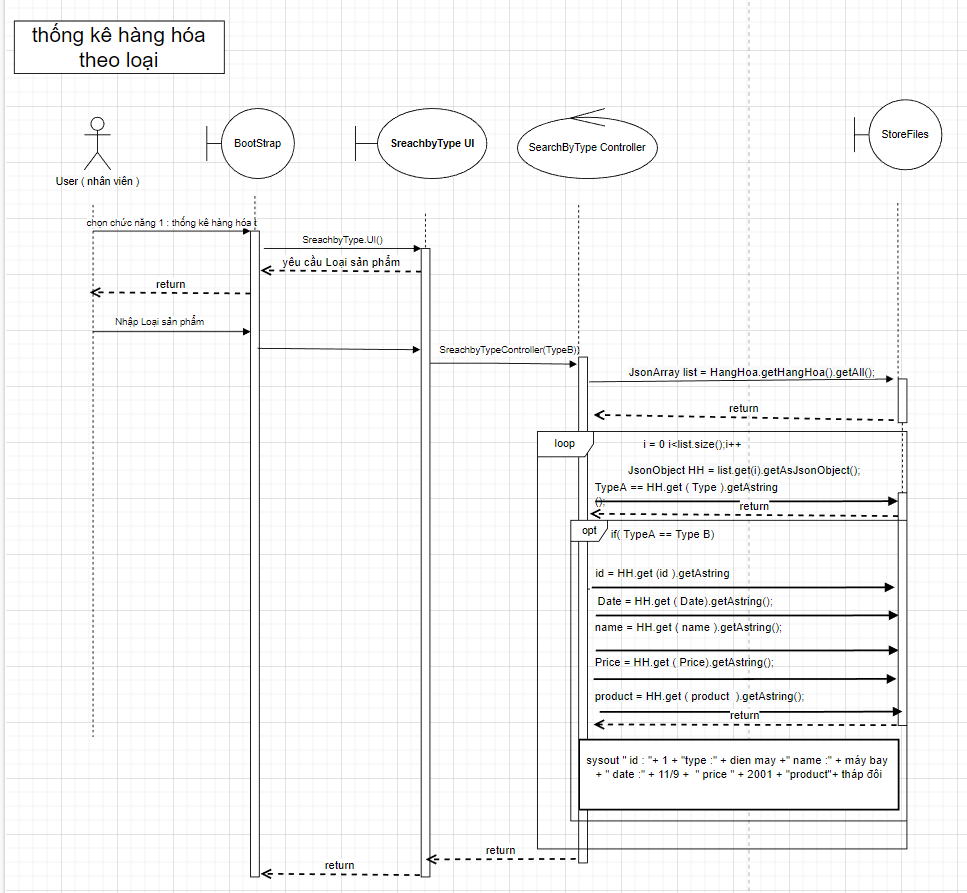 thống kê hàng hóa
theo loại
BootStrap
SreachbyType UI
SearchByType Controller
StoreFiles
User ( nhân viên )
chọn chức năng 1 : thống kê hàng hóa t
SreachbyType.UI()
yêu cầu Loại sản phẩm
return
Nhập Loại sản phẩm
SreachbyTypeController(TypeB))
JsonArray list = HangHoa.getHangHoa().getAll();
return
loop
i = 0 i<list.size();i++
JsonObject HH = list.get(i).getAsJsonObject();
TypeA == HH.get ( Type ).getAstring
();
return
opt
if( TypeA == Type B)
id = HH.get (id ).getAstring
Date = HH.get ( Date).getAstring();
name = HH.get ( name ).getAstring();
Price = HH.get ( Price).getAstring();
product = HH.get ( product ).getAstring();
return
sysout " id : "+ 1 + "type :" + dien may +" name :" + máy bay
+ " date :" + 11/9 + " price " + 2001 + "product"+ tháp đôi
return
return